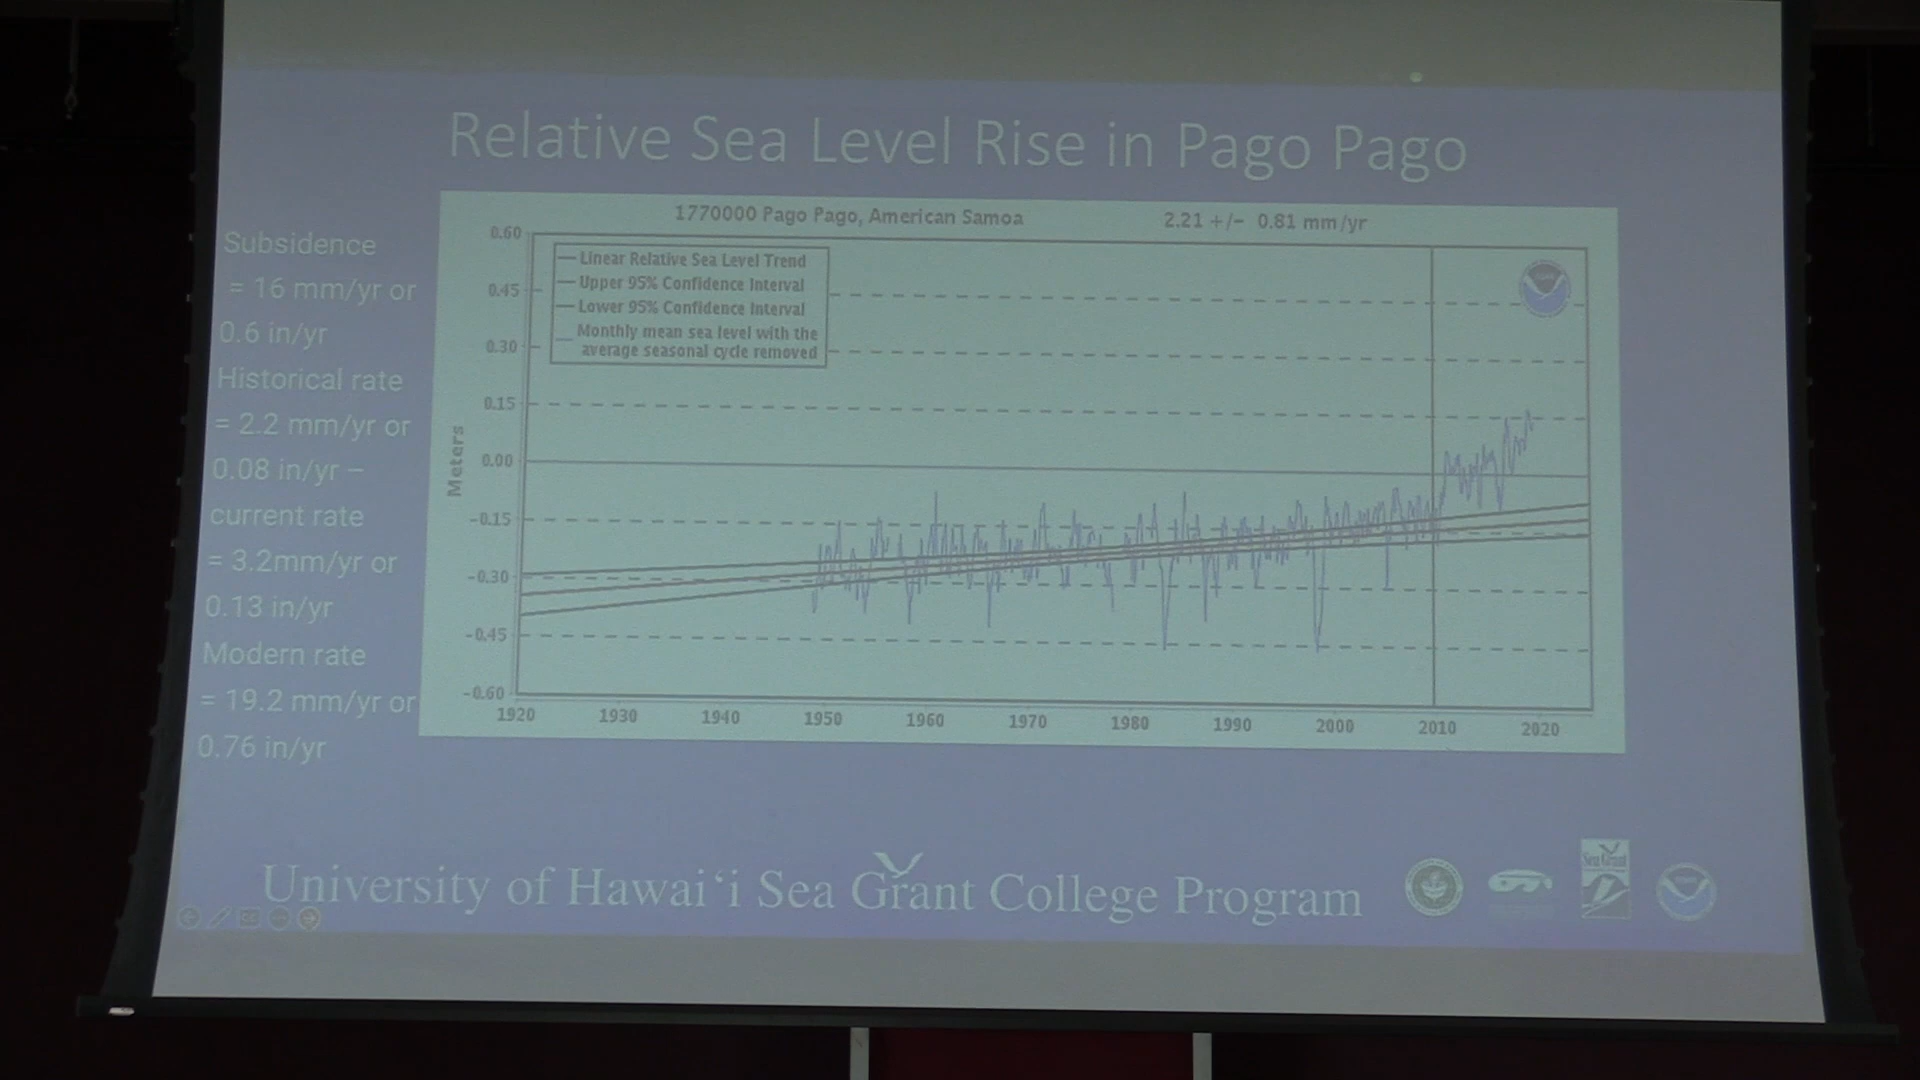 Relative Sea Level Rise in Pago Pago
Subsidence
= 16 mm/yr or
0.6 in/yr
Historical rate
= 2.2 mm/yr or
0.08 in/yr –
current rate
= 3.2mm/yr or
0.13 in/yr
Modern rate
= 19.2 mm/yr or
0.76 in/yr
1770000 Pago Pago, American Samoa 2.21 +/- 0.81 mm/yr
Linear Relative Sea Level Trend
Upper 95% Confidence Interval
Lower 95% Confidence Interval
Monthly mean sea level with the
average seasonal cycle removed
Meters
0.60
0.45
0.30
0.15
0.00
-0.15
-0.30
-0.45
-0.60
1920 1930 1940 1950 1960 1970 1980 1990 2000 2010 2020
University of Hawaiʻi Sea Grant College Program
Sea Grant